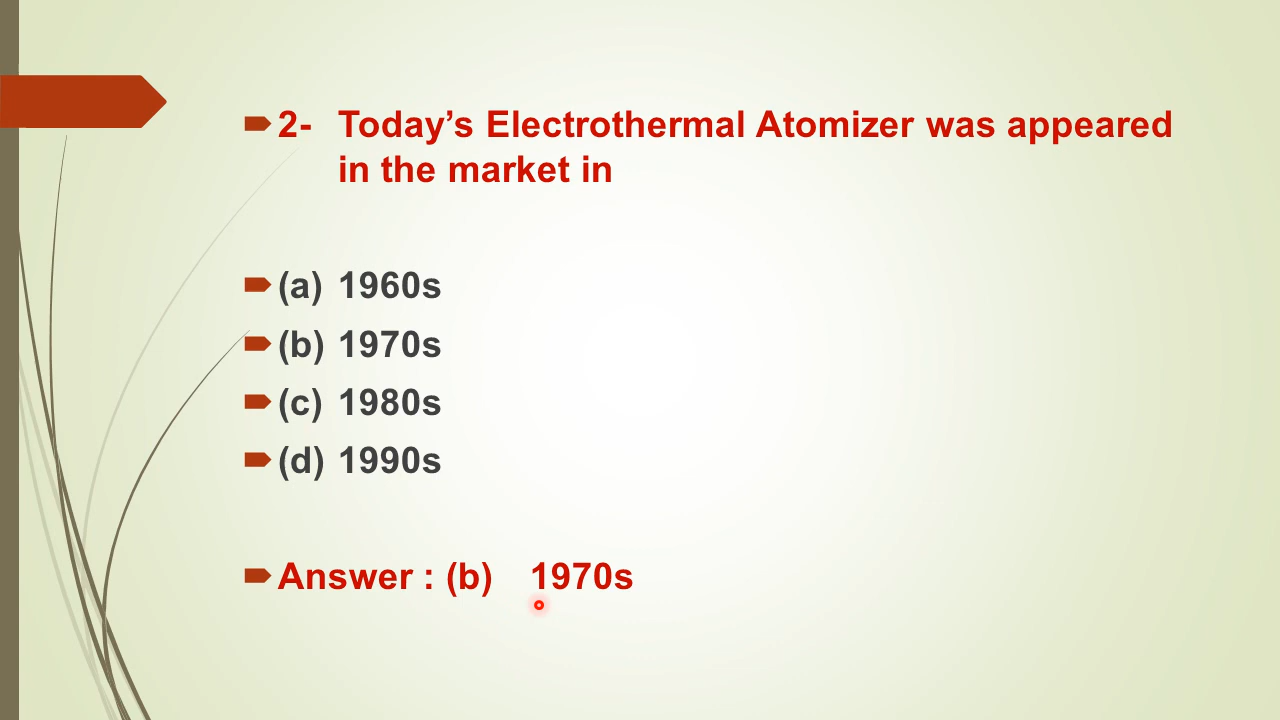 2- Today’s Electrothermal Atomizer was appeared
in the market in
(a) 1960s
(b) 1970s
(c) 1980s
(d) 1990s
Answer : (b) 1970s